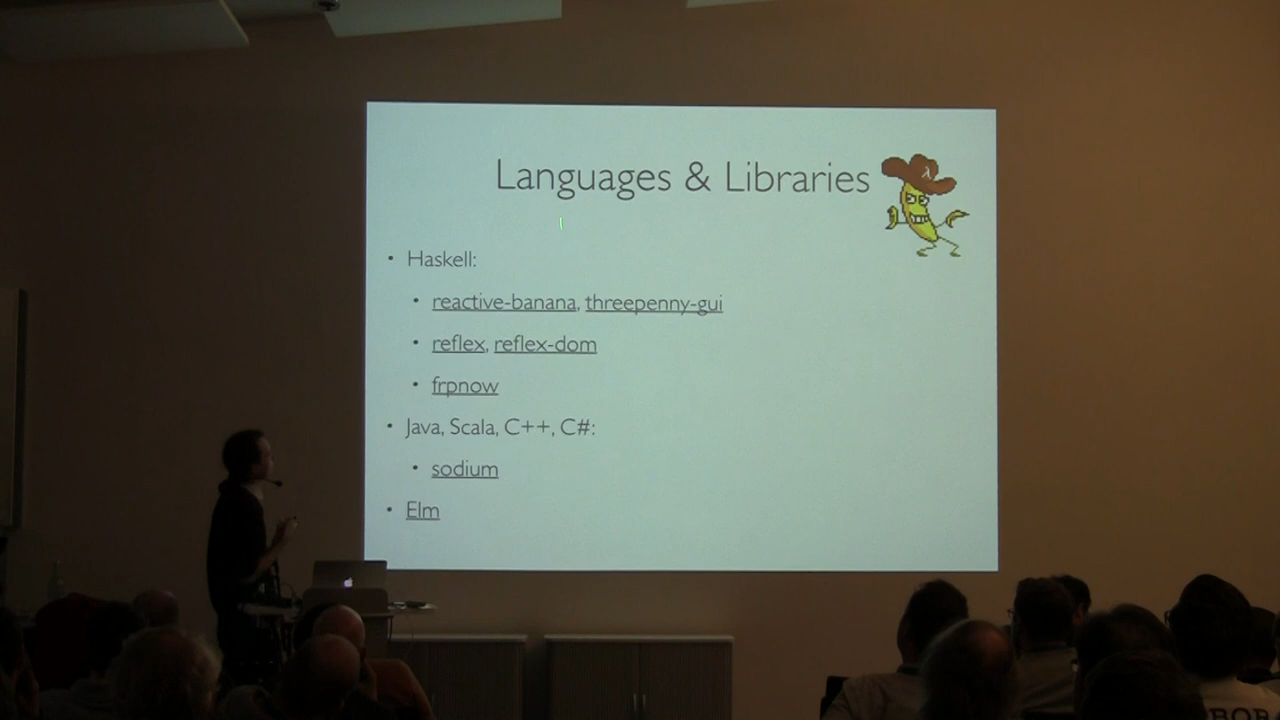 Languages & Libraries
λ
• Haskell:
• reactive-banana, threepenny-gui
• reflex, reflex-dom
• frpnow
• Java, Scala, C++, C#:
• sodium
• Elm